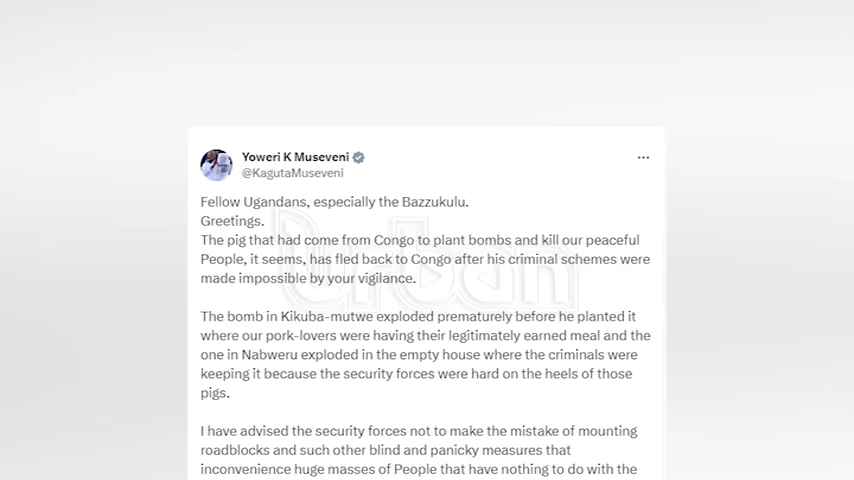 Yoweri K Museveni
@KagutaMuseveni
Fellow Ugandans, especially the Bazzukulu.
Greetings.
The pig that had come from Congo to plant bombs and kill our peaceful
People, it seems, has fled back to Congo after his criminal schemes were
made impossible by your vigilance.
The bomb in Kikuba-mutwe exploded prematurely before he planted it
where our pork-lovers were having their legitimately earned meal and the
one in Nabweru exploded in the empty house where the criminals were
keeping it because the security forces were hard on the heels of those
pigs.
I have advised the security forces not to make the mistake of mounting
roadblocks and such other blind and panicky measures that
inconvenience huge masses of People that have nothing to do with the
Urban